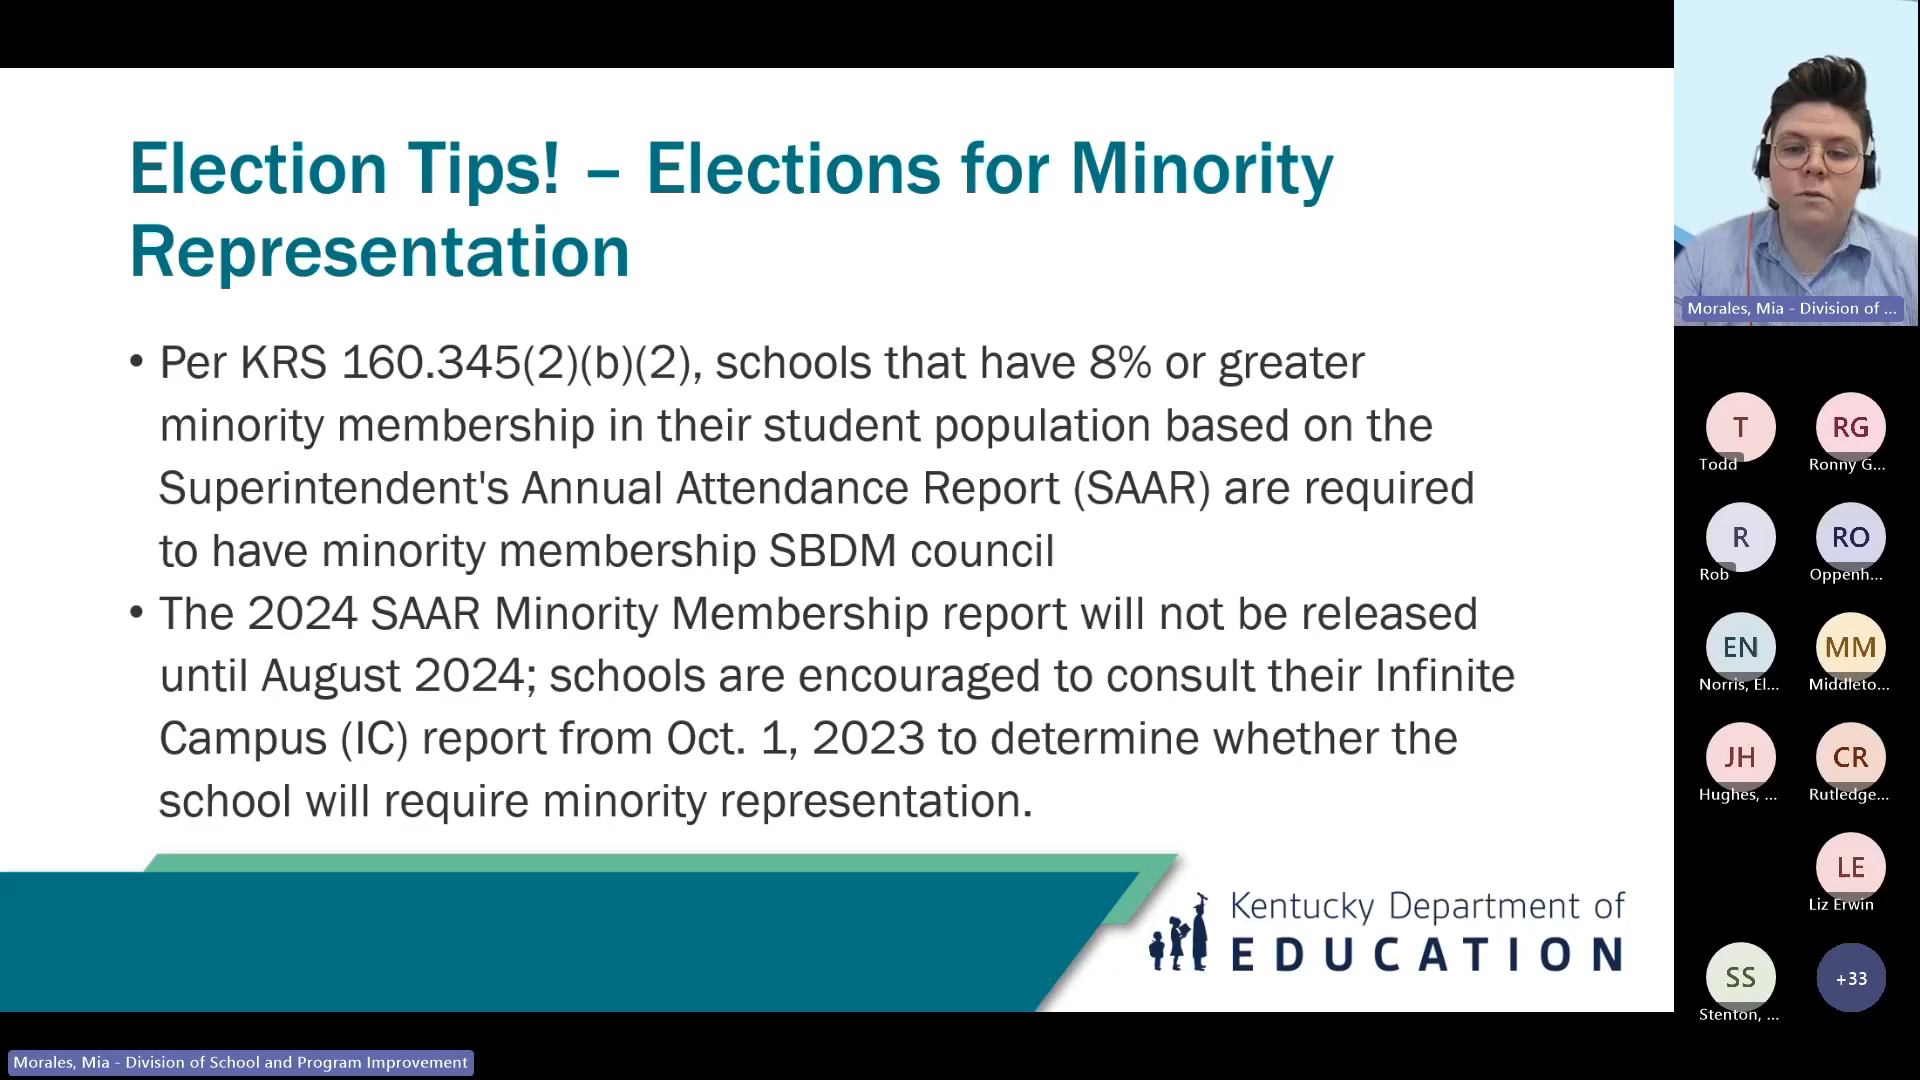 Election Tips! – Elections for Minority
Representation
• Per KRS 160.345(2)(b)(2), schools that have 8% or greater
minority membership in their student population based on the
Superintendent's Annual Attendance Report (SAAR) are required
to have minority membership SBDM council
• The 2024 SAAR Minority Membership report will not be released
until August 2024; schools are encouraged to consult their Infinite
Campus (IC) report from Oct. 1, 2023 to determine whether the
school will require minority representation.
Kentucky Department of
EDUCATION
Morales, Mia - Division of School and Program Improvement
Morales, Mia - Division of ...
T
Todd
RG
Ronny G...
R
Rob
RO
Oppenh...
EN
Norris, El...
MM
Middleto...
JH
Hughes, ...
CR
Rutledge...
LE
Liz Erwin
SS
Stenton, ...
+33